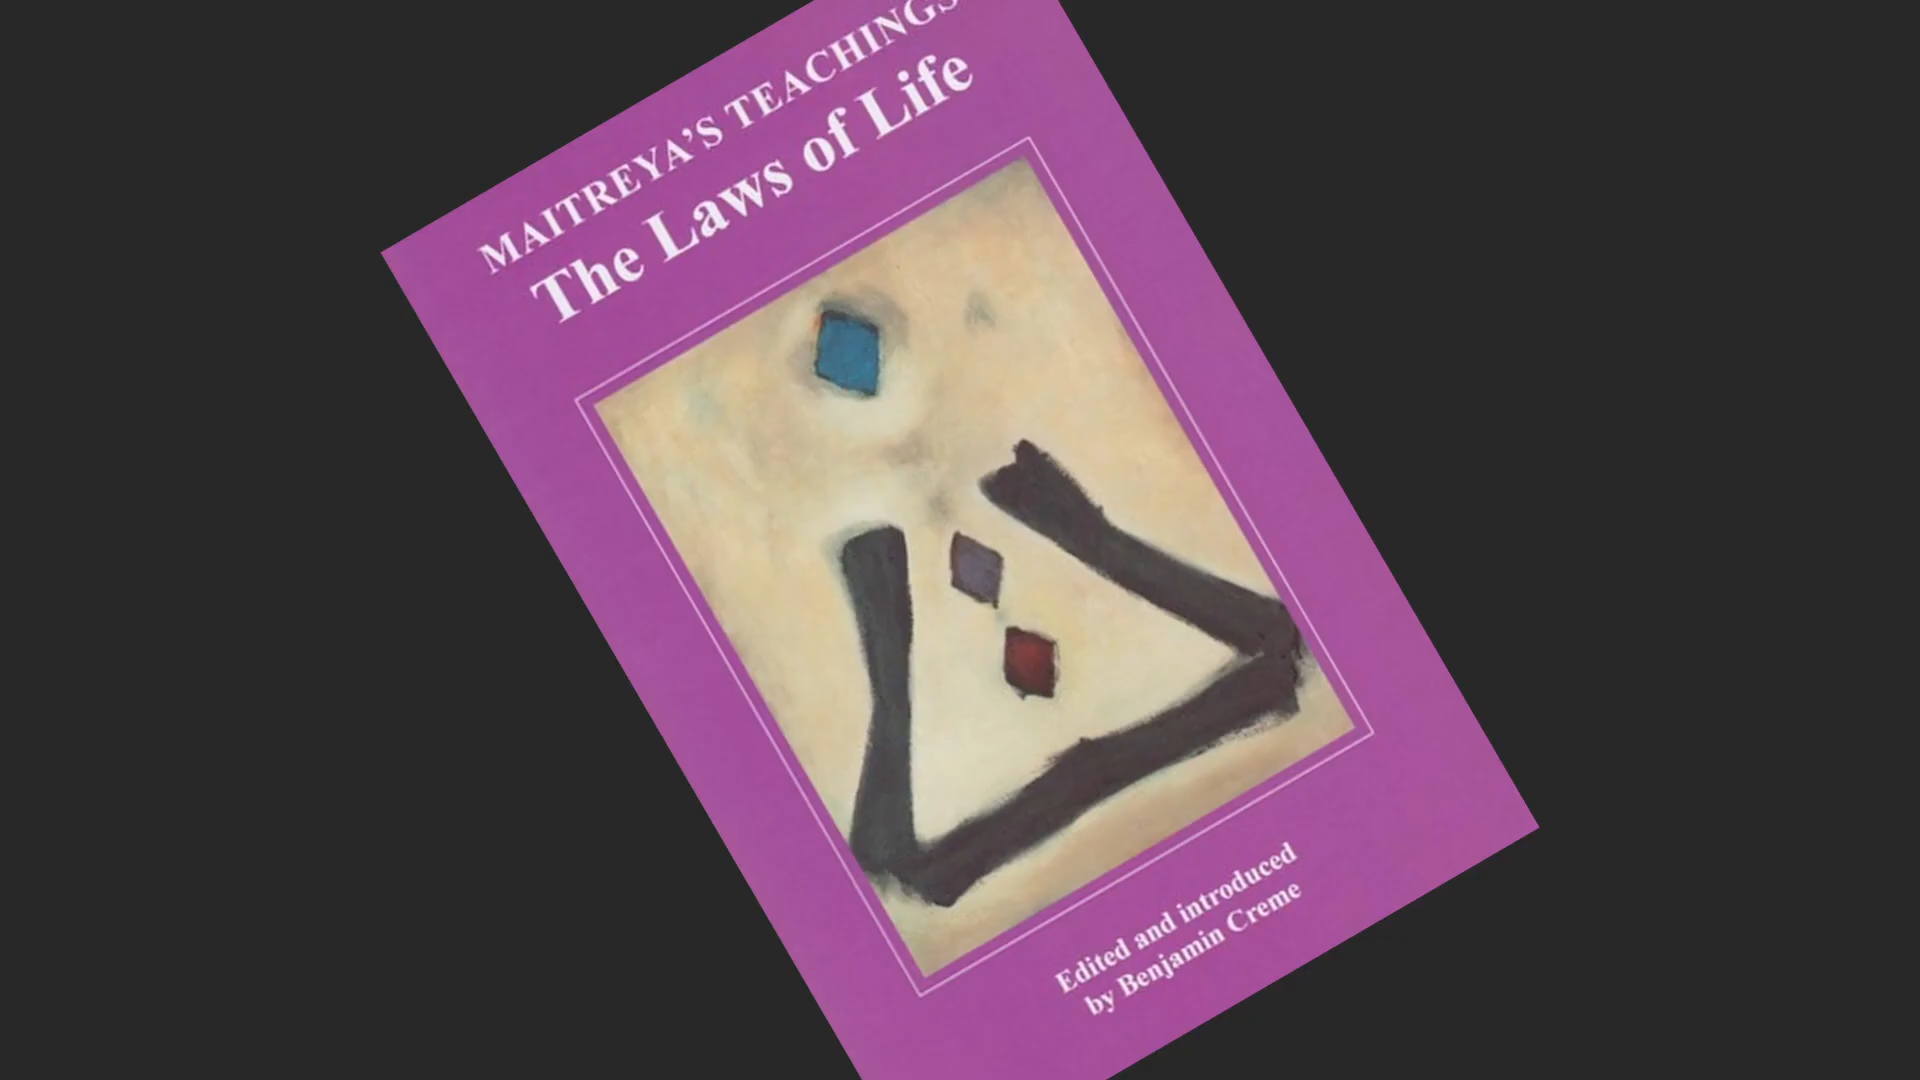 MAITREYA'S TEACHINGS
The Laws of Life
Edited and introduced
by Benjamin Creme